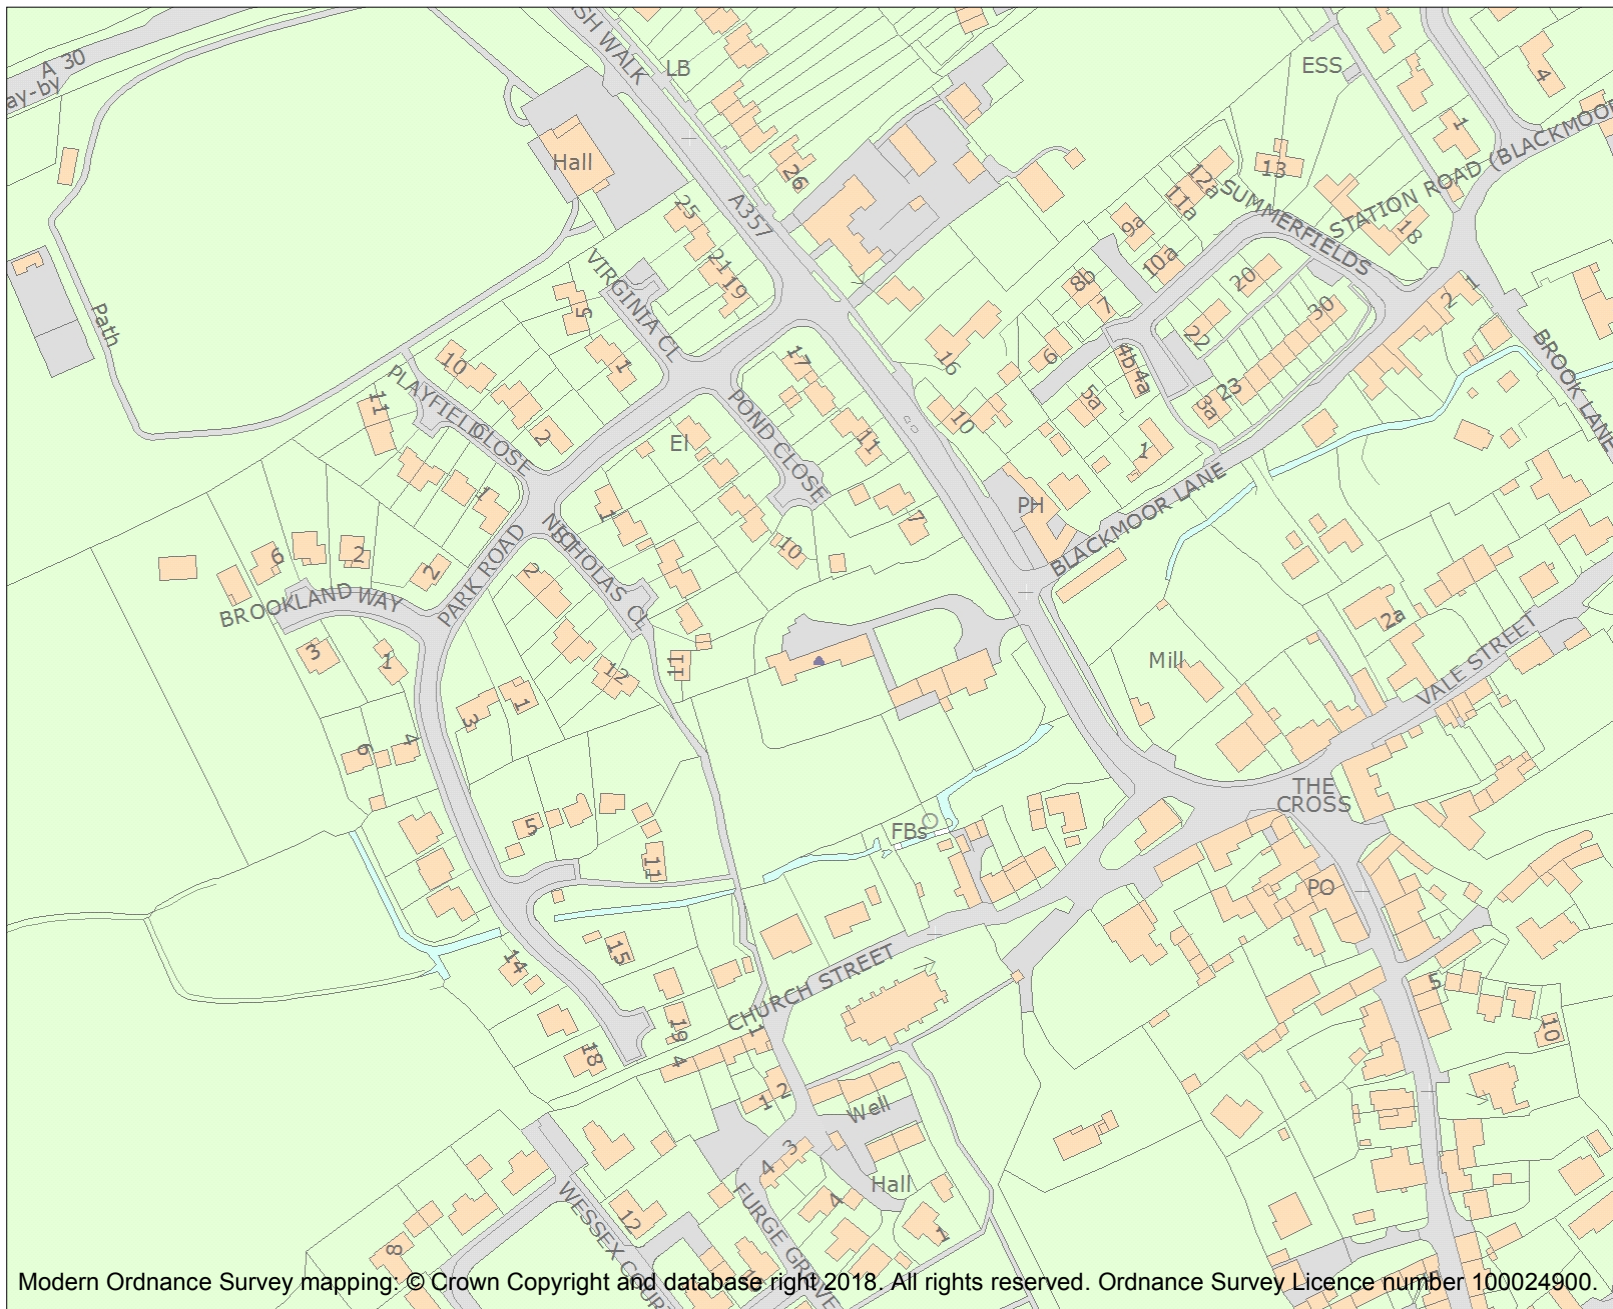 A 30
ay-by
SH WALK
LB
ESS
4
1
Hall
26
13
12a
11a
STATION ROAD (BLACKMOOR
SUMMERFIELDS
18
25
A357
9a
10a
21
19
VIRGINIA CL
5
8b
7
20
30
2
1
22
Path
10
1
17
16
6
4b
4a
BROOK LANE
PLAYFIELD CLOSE
11
2
POND CLOSE
5a
3a
23
El
11
10
1
1
1
PH
7
BLACKMOOR LANE
NICHOLAS CL
10
6
2
2
2
PARK ROAD
BROOKLAND WAY
3
1
11
12
2a
Mill
VALE STREET
3
1
6
4
THE
CROSS
5
FBs
11
PO
15
14
5
CHURCH STREET
1
19
4
18
10
1
2
Well
3
4
4
Hall
WESSEX COUR
12
FURGE GROVE
8
1
Modern Ordnance Survey mapping: © Crown Copyright and database right 2018. All rights reserved. Ordnance Survey Licence number 100024900.